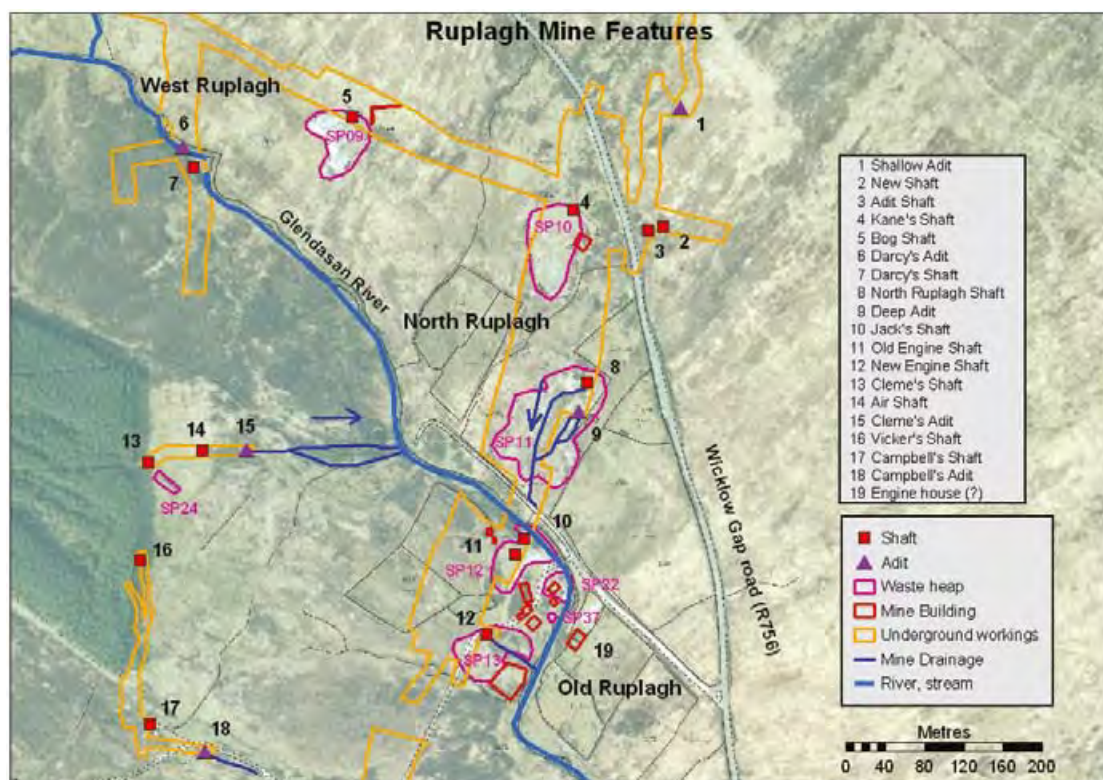 Ruplagh Mine Features
West Ruplagh
5
1
6
SP09
7
4
SP10
3
2
Glendasan River
North Ruplagh
8
SP11
9
13
14
15
SP24
Wicklow Gap road (R756)
10
11
16
SP12
SP22
SP37
12
SP13
19
Old Ruplagh
17
18
1 Shallow Adit
2 New Shaft
3 Adit Shaft
4 Kane's Shaft
5 Bog Shaft
6 Darcy's Adit
7 Darcy's Shaft
8 North Ruplagh Shaft
9 Deep Adit
10 Jack's Shaft
11 Old Engine Shaft
12 New Engine Shaft
13 Cleme's Shaft
14 Air Shaft
15 Cleme's Adit
16 Vicker's Shaft
17 Campbell's Shaft
18 Campbell's Adit
19 Engine house (?)
Shaft
Adit
Waste heap
Mine Building
Underground workings
Mine Drainage
River, stream
Metres
0 40 80 120 160 200